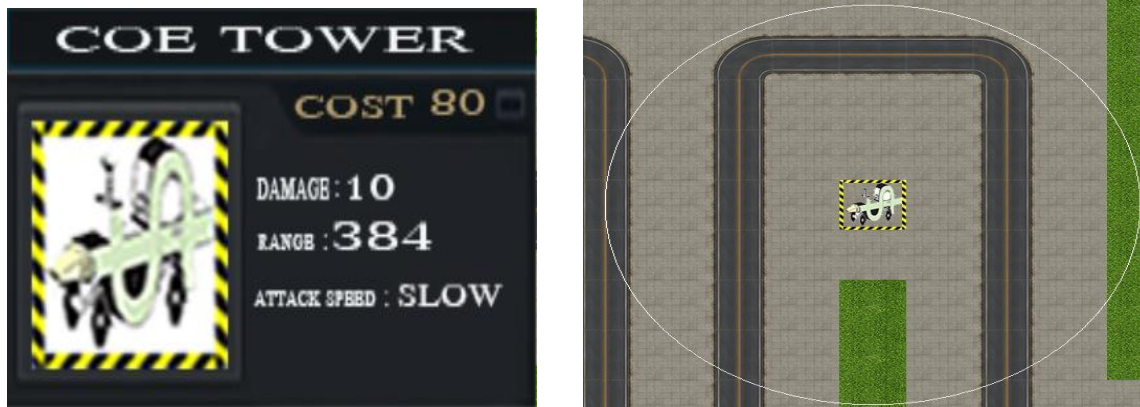 COE TOWER
COST 80
DAMAGE: 10
RANGE : 384
ATTACK SPEED : SLOW